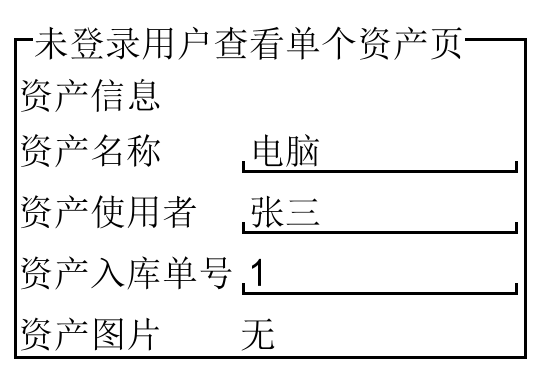 未登录用户查看单个资产页
资产信息
资产名称 电脑
资产使用者 张三
资产入库单号 1
资产图片 无